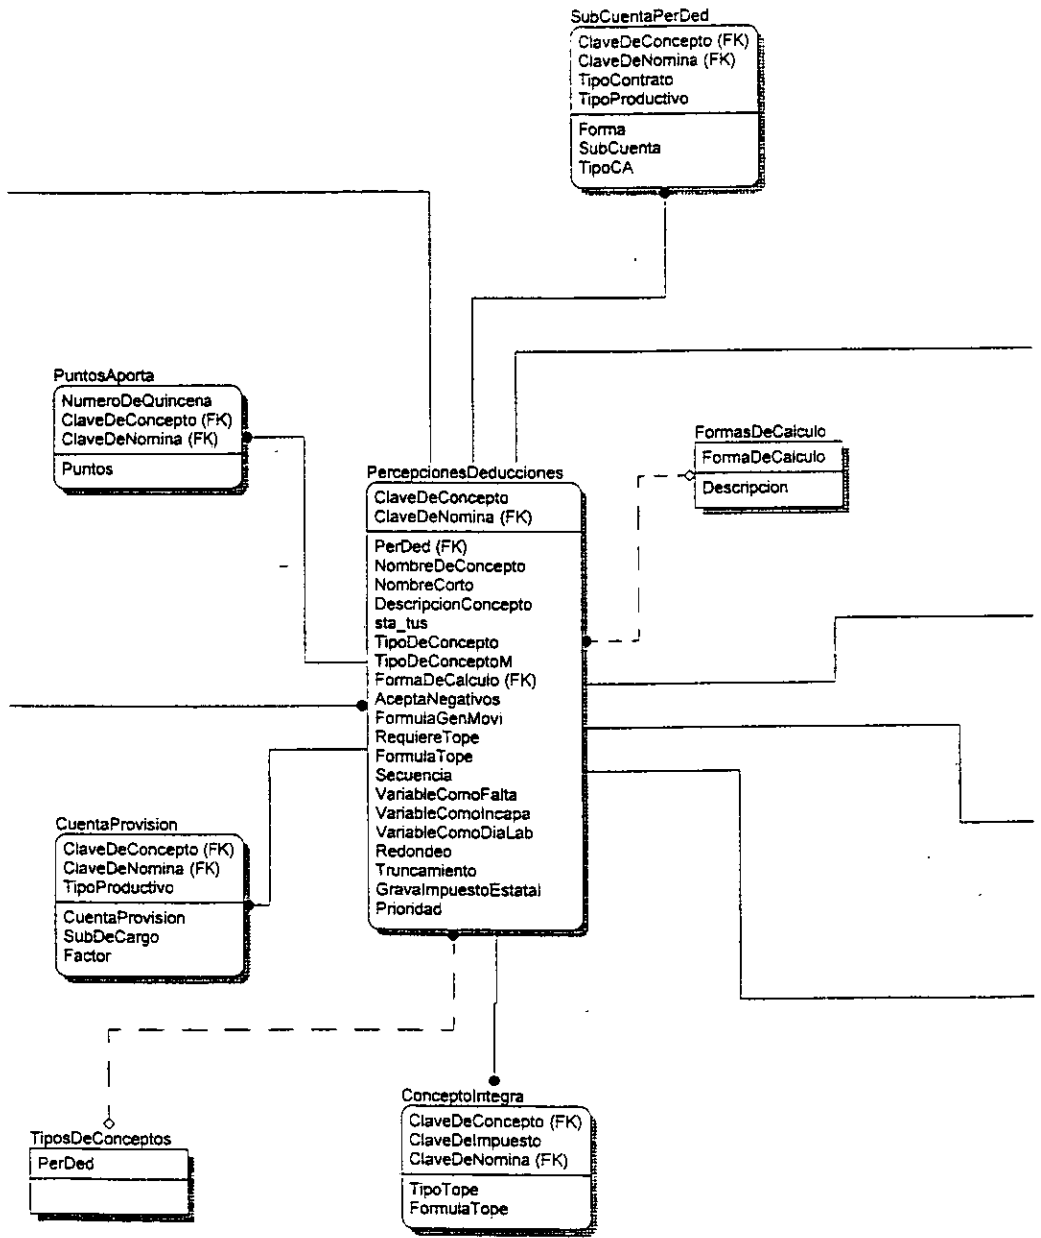 SubCuentaPerDed
ClaveDeConcepto (FK)
ClaveDeNomina (FK)
TipoContrato
TipoProductivo
Forma
SubCuenta
TipoCA
PuntosAporta
NumeroDeQuincena
ClaveDeConcepto (FK)
ClaveDeNomina (FK)
Puntos
FormasDeCalculo
FormaDeCalculo
Descripcion
PercepcionesDeducciones
ClaveDeConcepto
ClaveDeNomina (FK)
PerDed (FK)
NombreDeConcepto
NombreCorto
DescripcionConcepto
sta_tus
TipoDeConcepto
TipoDeConceptoM
FormaDeCalculo (FK)
AceptaNegativos
FormulaGenMovi
RequiereTope
FormulaTope
Secuencia
VariableComoFalta
VariableComoIncapa
VariableComoDiaLab
Redondeo
Truncamiento
GravaImpuestoEstatal
Prioridad
CuentaProvision
ClaveDeConcepto (FK)
ClaveDeNomina (FK)
TipoProductivo
CuentaProvision
SubDeCargo
Factor
TiposDeConceptos
PerDed
ConceptoIntegra
ClaveDeConcepto (FK)
ClaveDeImpuesto
ClaveDeNomina (FK)
TipoTope
FormulaTope